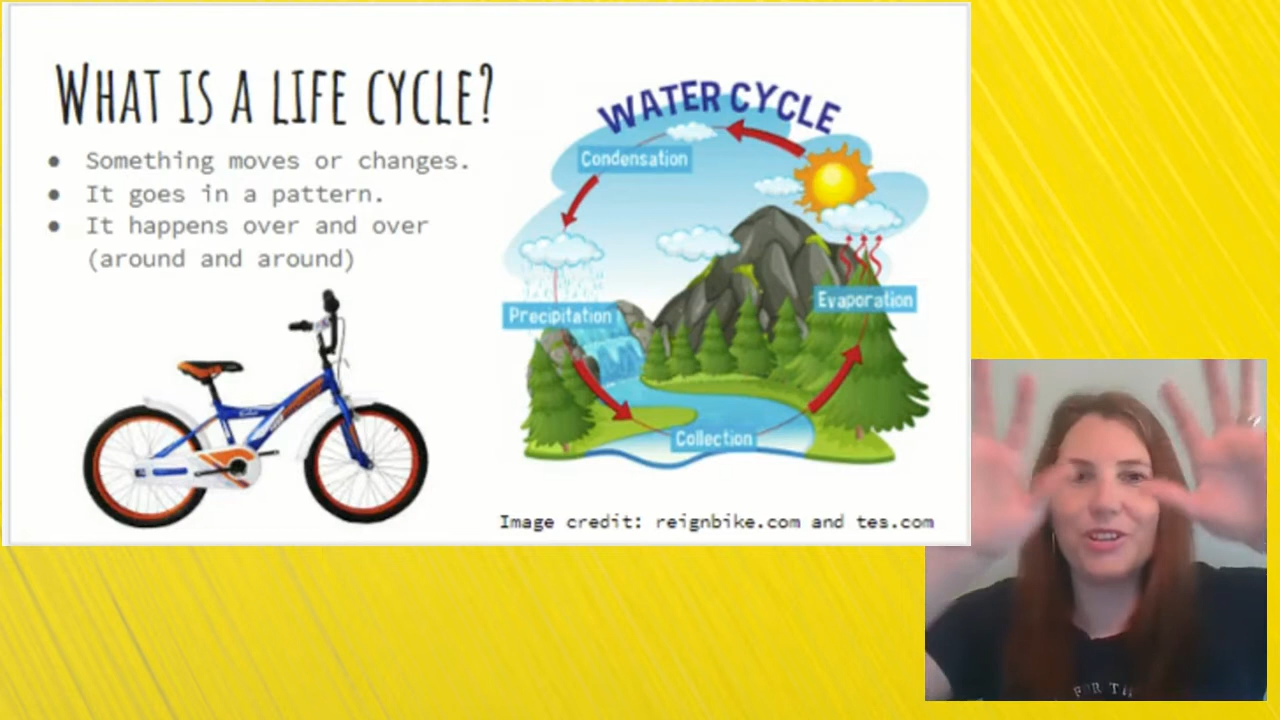 WHAT IS A LIFE CYCLE?
● Something moves or changes.
● It goes in a pattern.
● It happens over and over
(around and around)
WATER CYCLE
Condensation
Precipitation
Evaporation
Collection
Image credit: reignbike.com and tes.com